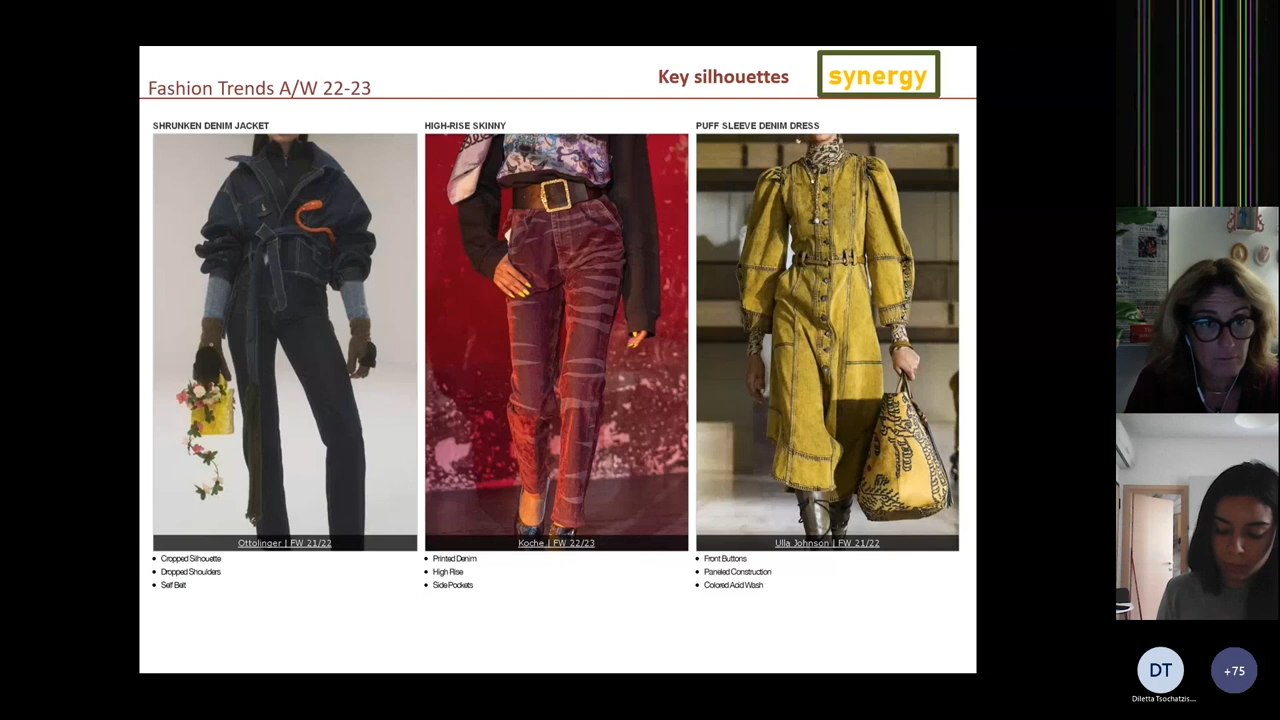 Fashion Trends A/W 22-23
Key silhouettes
synergy
SHRUNKEN DENIM JACKET
HIGH-RISE SKINNY
PUFF SLEEVE DENIM DRESS
Ottolinger | FW 21/22
Koche | FW 22/23
Ulla Johnson | FW 21/22
• Cropped Silhouette
• Dropped Shoulders
• Self Belt
• Printed Denim
• High Rise
• Side Pockets
• Front Buttons
• Paneled Construction
• Colored Acid Wash
DT
+75
Diletta Tsochatzis...